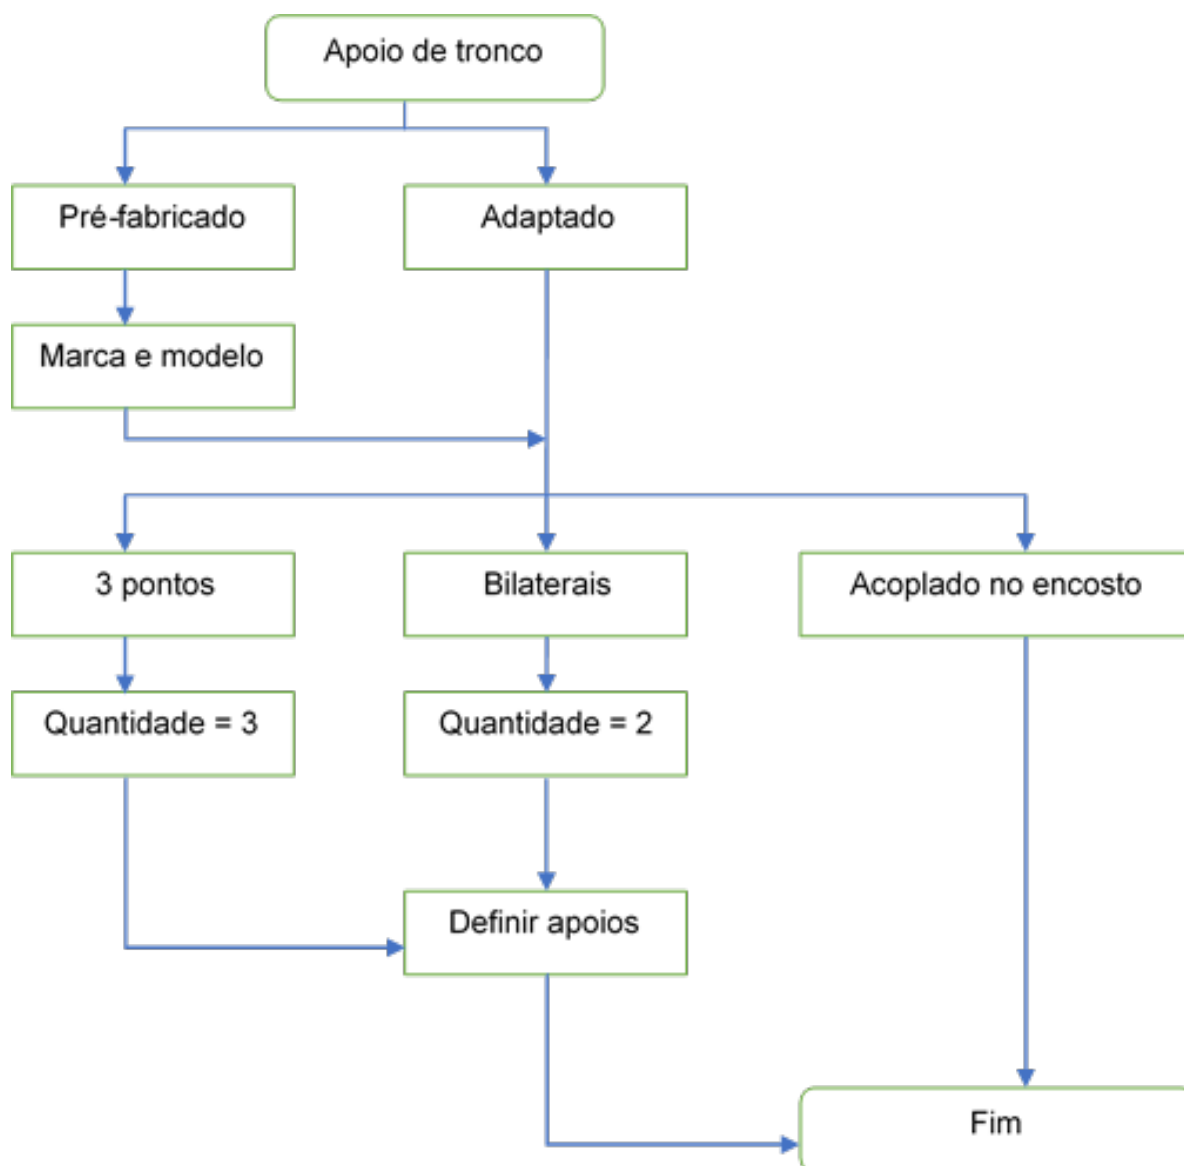 Apoio de tronco
Pré-fabricado
Adaptado
Marca e modelo
3 pontos
Bilaterais
Acoplado no encosto
Quantidade = 3
Quantidade = 2
Definir apoios
Fim